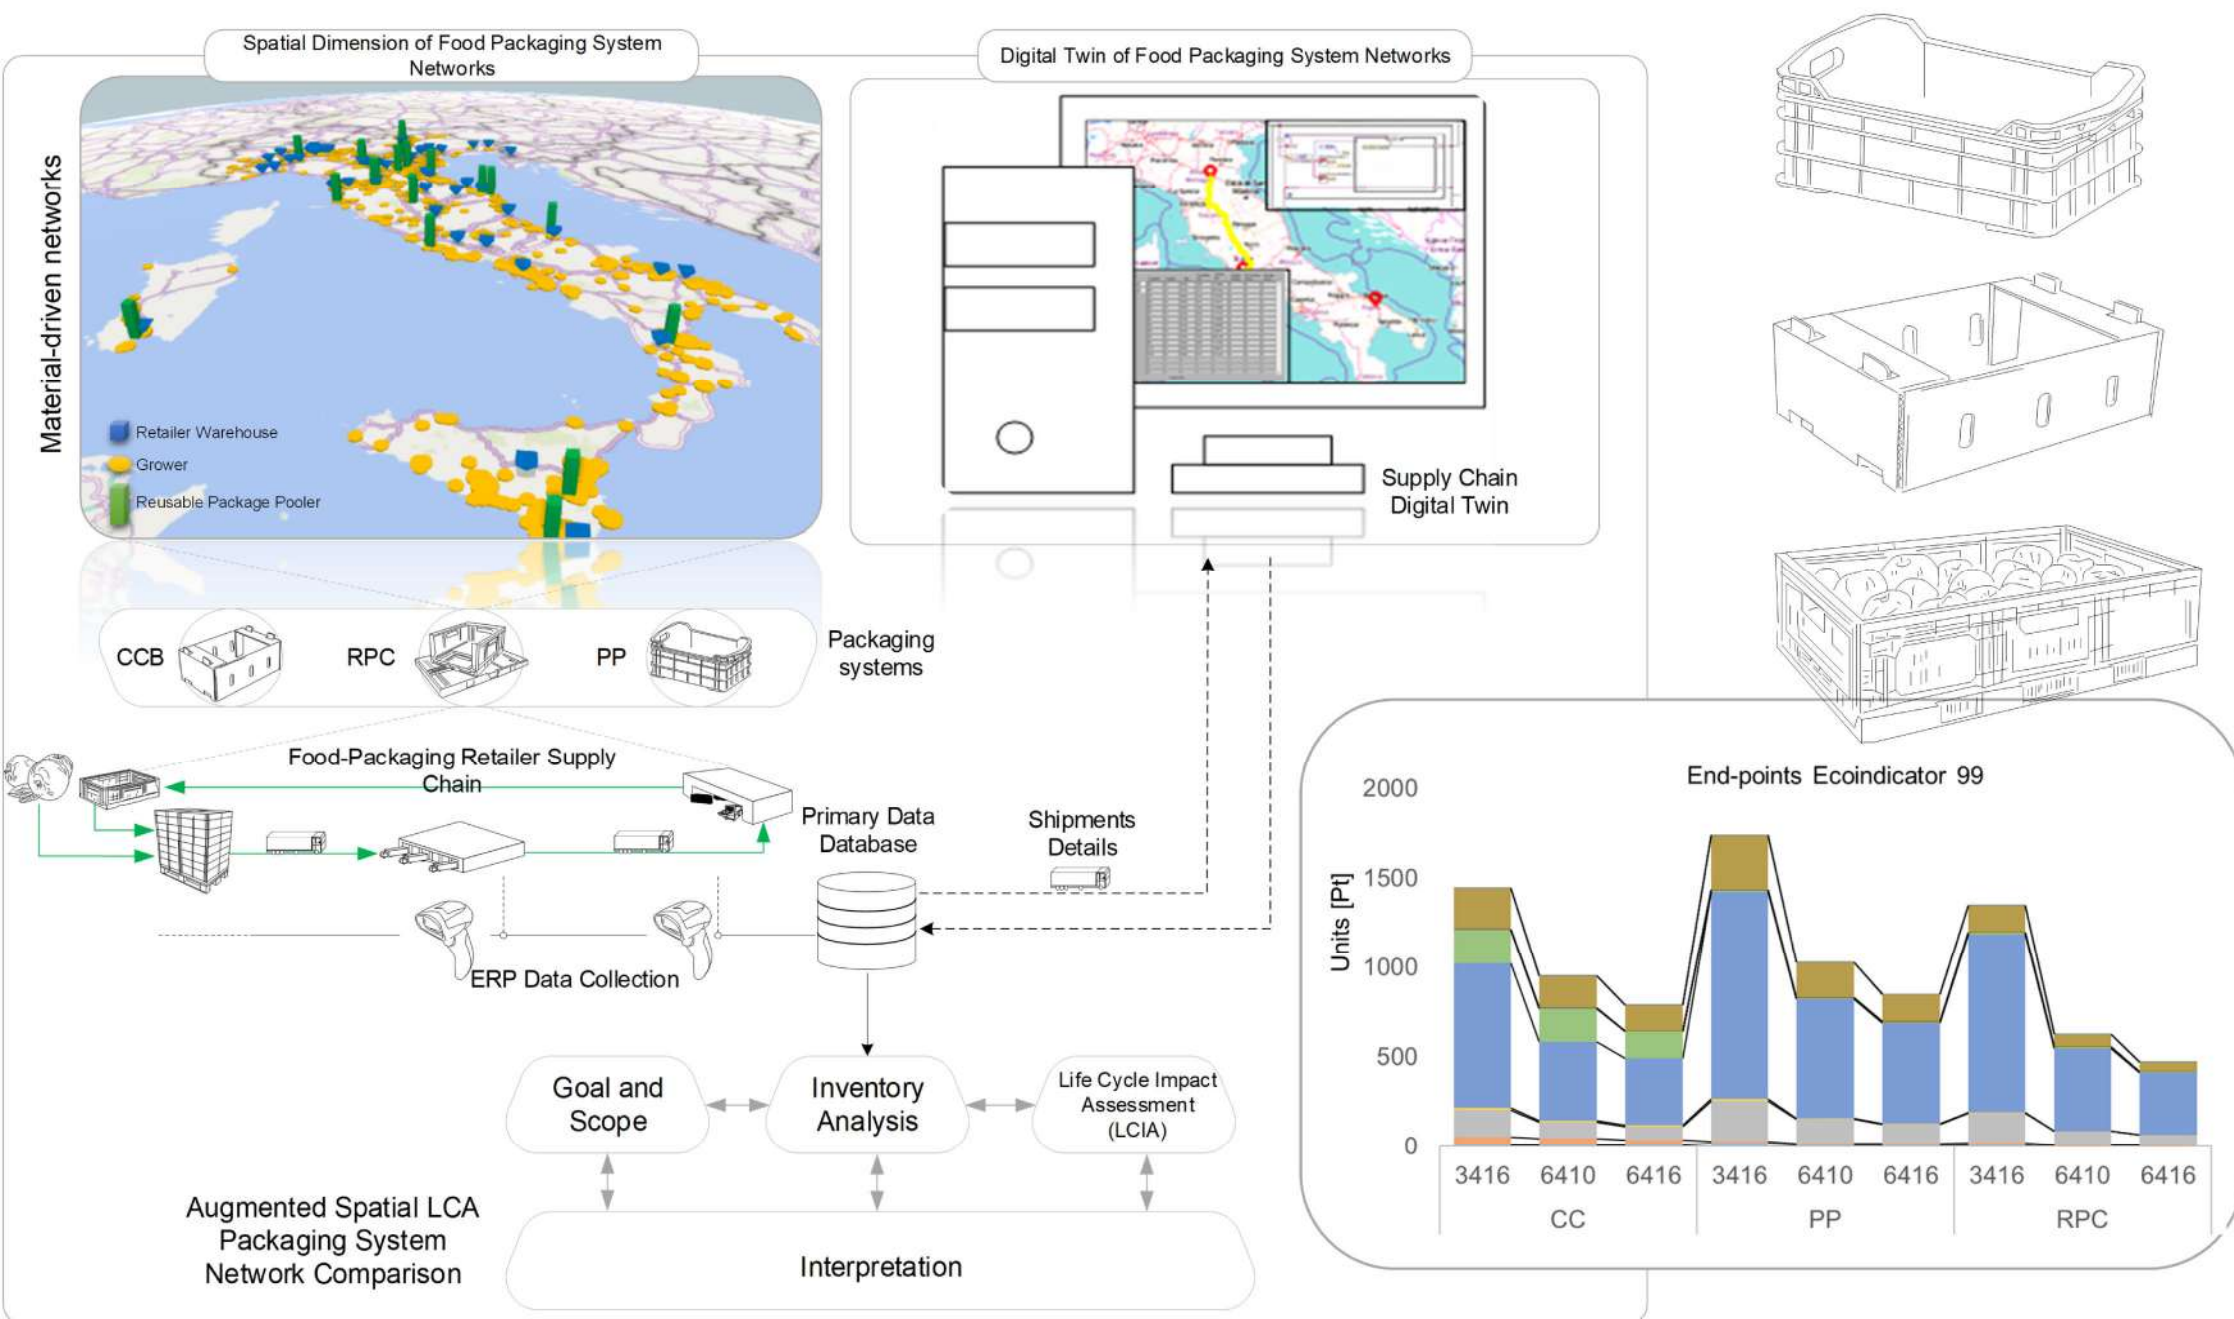 Spatial Dimension of Food Packaging System
Networks
Digital Twin of Food Packaging System Networks
Material-driven networks
Retailer Warehouse
Grower
Reusable Package Pooler
Supply Chain
Digital Twin
CCB
RPC
PP
Packaging
systems
Food-Packaging Retailer Supply
Chain
Primary Data
Database
Shipments
Details
ERP Data Collection
Goal and
Scope
Inventory
Analysis
Life Cycle Impact
Assessment
(LCIA)
Augmented Spatial LCA
Packaging System
Network Comparison
Interpretation
End-points Ecoindicator 99
Units [Pt]
2000
1500
1000
500
0
3416 6410 6416 3416 6410 6416 3416 6410 6416
CC PP RPC